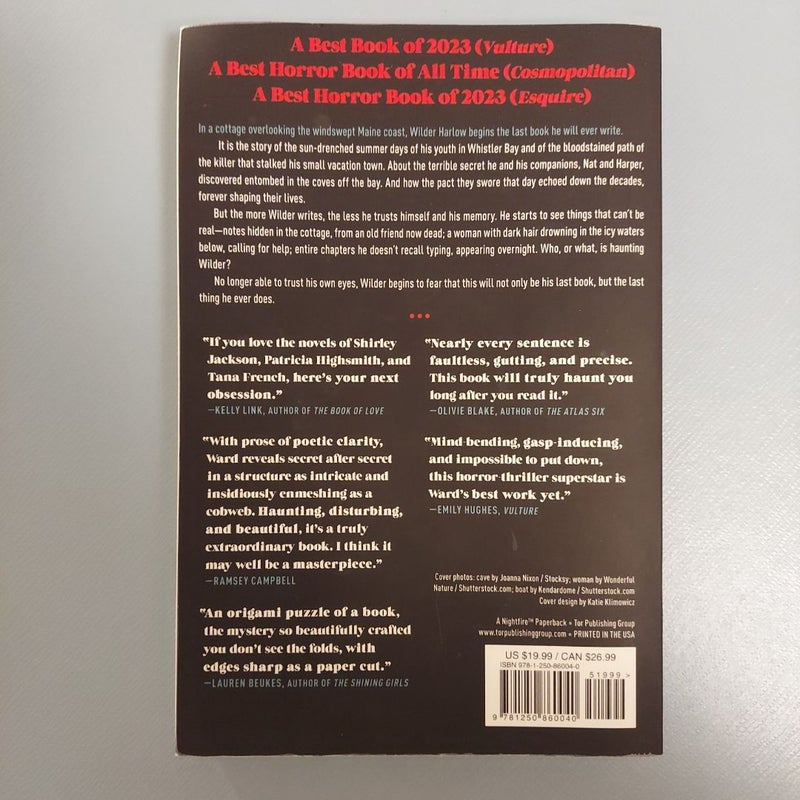 A Best Book of 2023 (Vulture)
A Best Horror Book of All Time (Cosmopolitan)
A Best Horror Book of 2023 (Esquire)
In a cottage overlooking the windswept Maine coast, Wilder Harlow begins the last book he will ever write.
It is the story of the sun-drenched summer days of his youth in Whistler Bay and of the bloodstained path of
the killer that stalked his small vacation town. About the terrible secret he and his companions, Nat and Harper,
discovered entombed in the coves off the bay. And how the pact they swore that day echoed down the decades,
forever shaping their lives.
But the more Wilder writes, the less he trusts himself and his memory. He starts to see things that can't be
real—notes hidden in the cottage, from an old friend now dead; a woman with dark hair drowning in the icy waters
below, calling for help; entire chapters he doesn't recall typing, appearing overnight. Who, or what, is haunting
Wilder?
No longer able to trust his own eyes, Wilder begins to fear that this will not only be his last book, but the last
thing he ever does.
"If you love the novels of Shirley
Jackson, Patricia Highsmith, and
Tana French, here's your next
obsession."
—KELLY LINK, AUTHOR OF THE BOOK OF LOVE
"With prose of poetic clarity,
Ward reveals secret after secret
in a structure as intricate and
insidiously enmeshing as a
cobweb. Haunting, disturbing,
and beautiful, it's a truly
extraordinary book. I think it
may well be a masterpiece."
—RAMSEY CAMPBELL
"An origami puzzle of a book,
the mystery so beautifully crafted
you don't see the folds, with
edges sharp as a paper cut."
—LAUREN BEUKES, AUTHOR OF THE SHINING GIRLS
"Nearly every sentence is
faultless, gutting, and precise.
This book will truly haunt you
long after you read it."
—OLIVIE BLAKE, AUTHOR OF THE ATLAS SIX
"Mind-bending, gasp-inducing,
and impossible to put down,
this horror-thriller superstar is
Ward's best work yet."
—EMILY HUGHES, VULTURE
Cover photos: cave by Joanna Nixon / Stocksy; woman by Wonderful
Nature / Shutterstock.com; boat by Kendardome / Shutterstock.com
Cover design by Katie Klimowicz
A Nightfire™ Paperback • Tor Publishing Group
www.torpublishinggroup.com • PRINTED IN THE USA
US $19.99 / CAN $26.99
ISBN 978-1-250-86004-0
51999 >
9 781250 860040